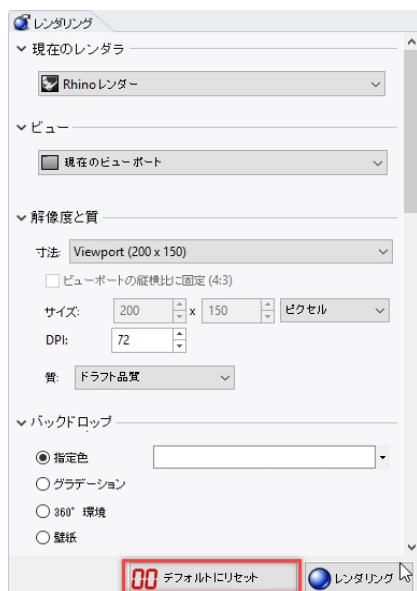 レンダリング
現在のレンダラ
Rhinoレンダー
ビュー
現在のビューポート
解像度と質
寸法: Viewport (200 x 150)
ビューポートの縦横比に固定 (4:3)
サイズ: 200 x 150 ピクセル
DPI: 72
質: ドラフト品質
バックドロップ
指定色
グラデーション
360° 環境
壁紙
00 デフォルトにリセット レンダリング